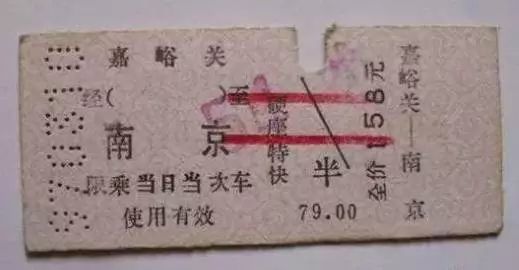 嘉峪关
经( )至
南京
限乘当日当次车
使用有效
硬座特快
半
79.00
全价158元
嘉峪关—南京